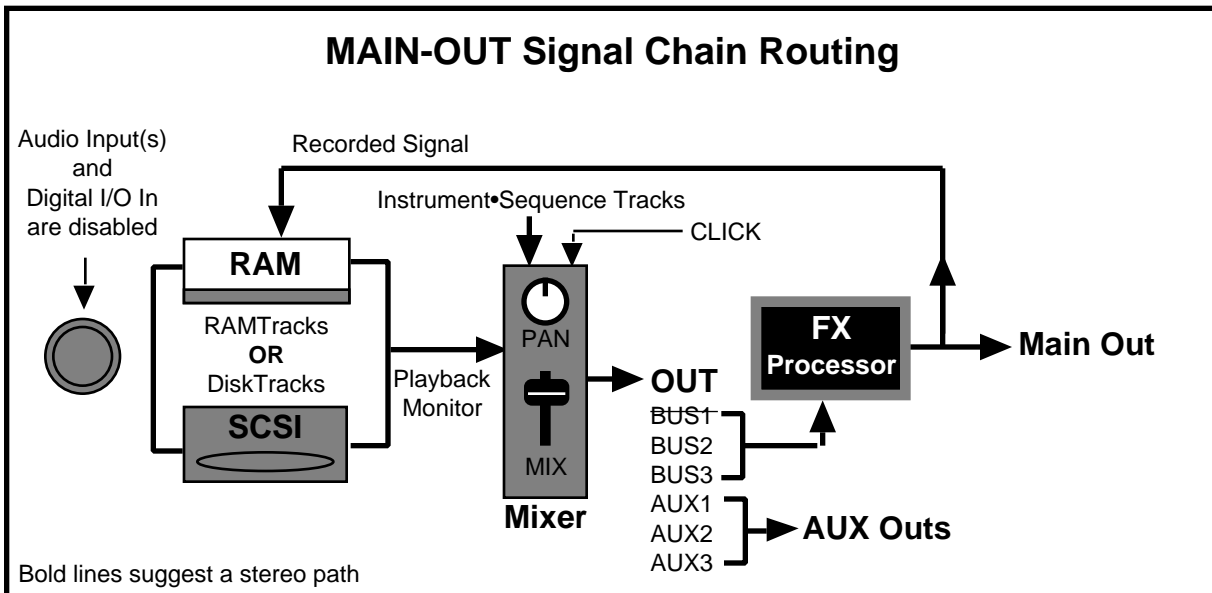 MAIN-OUT Signal Chain Routing
Audio Input(s)
and
Digital I/O In
are disabled
Recorded Signal
Instrument•Sequence Tracks
CLICK
RAM
RAMTracks
OR
DiskTracks
SCSI
Playback
Monitor
PAN
MIX
Mixer
OUT
BUS1
BUS2
BUS3
AUX1
AUX2
AUX3
FX
Processor
Main Out
AUX Outs
Bold lines suggest a stereo path